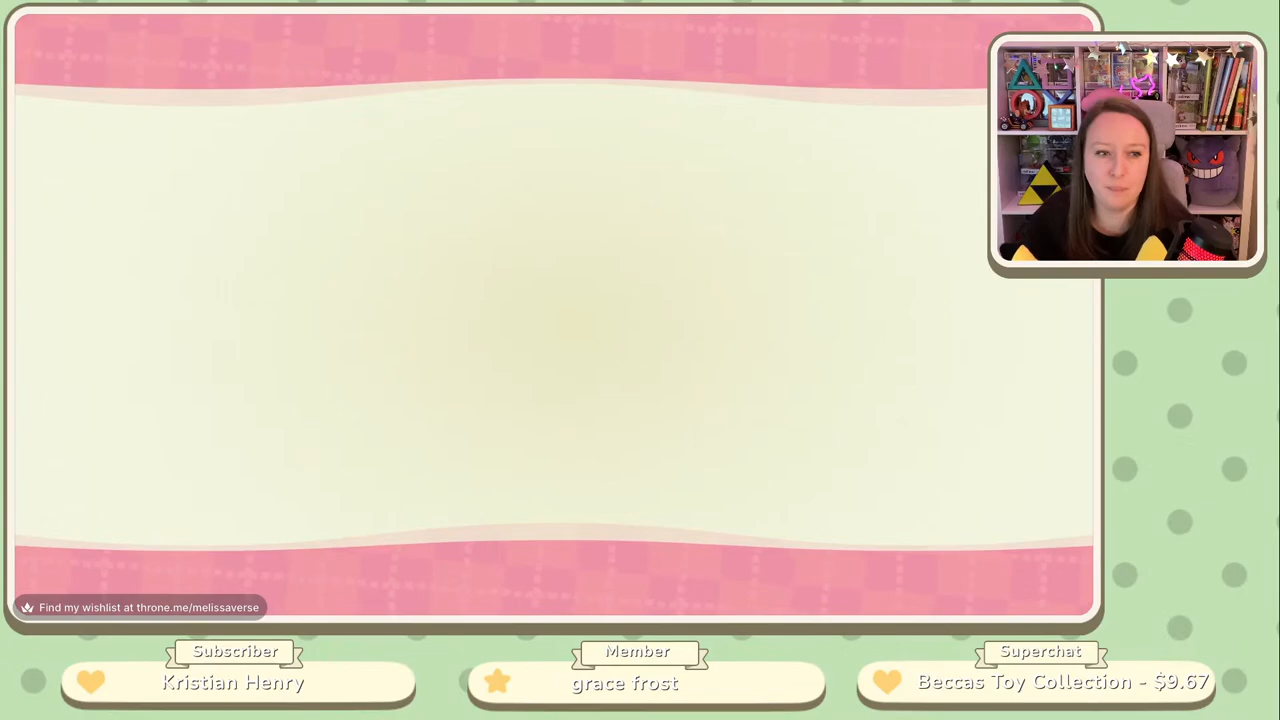 Find my wishlist at throne.me/melissaverse
Subscriber
Kristian Henry
Member
grace frost
Superchat
Beccas Toy Collection - $9.67